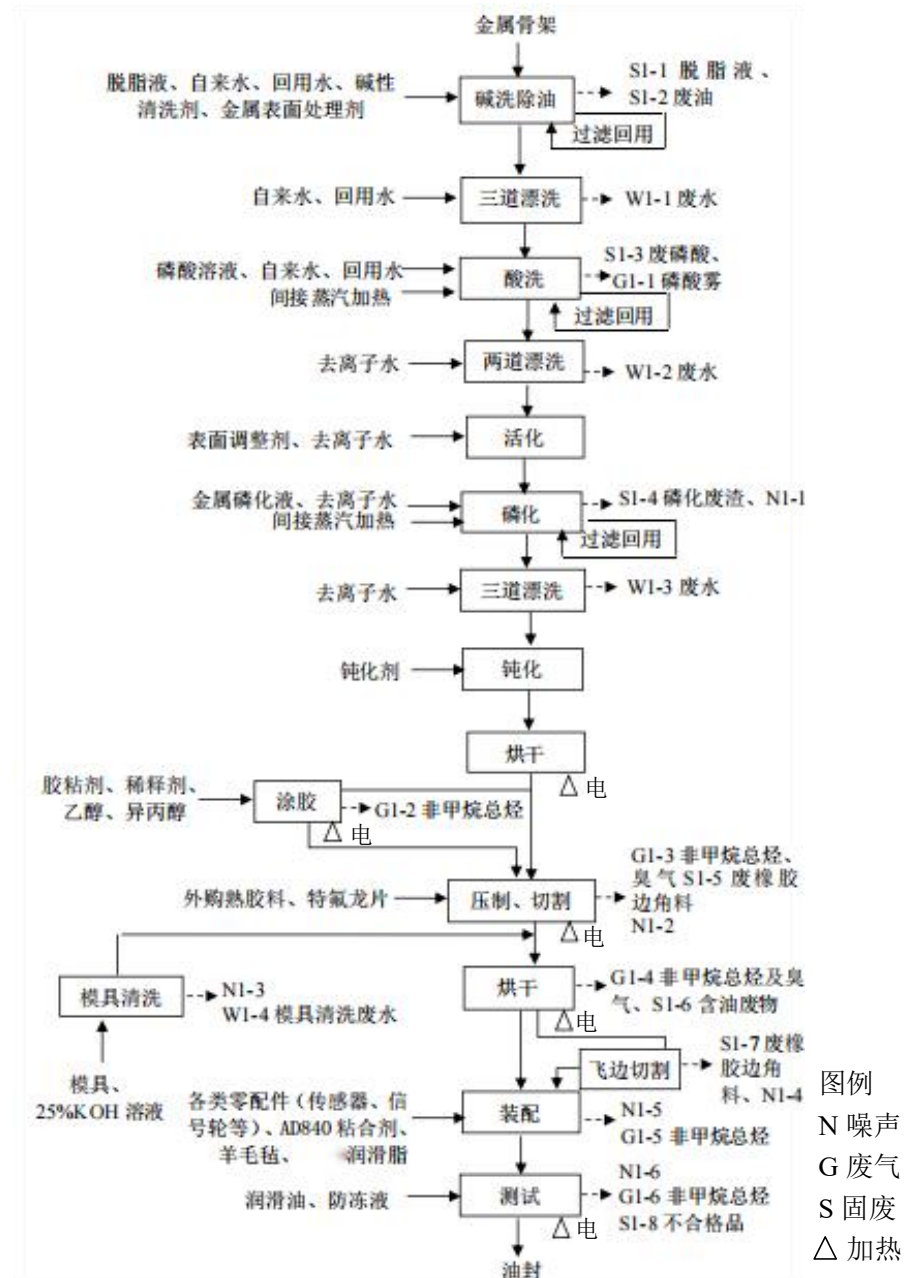 金属骨架
脱脂液、自来水、回用水、碱性
清洗剂、金属表面处理剂
碱洗除油
S1-1 脱脂液、
S1-2 废油
过滤回用
自来水、回用水
三道漂洗
W1-1 废水
磷酸溶液、自来水、回用水
间接蒸汽加热
酸洗
S1-3 废磷酸、
G1-1 磷酸雾
过滤回用
去离子水
两道漂洗
W1-2 废水
表面调整剂、去离子水
活化
金属磷化液、去离子水
间接蒸汽加热
磷化
S1-4 磷化废渣、N1-1
过滤回用
去离子水
三道漂洗
W1-3 废水
钝化剂
钝化
烘干
电
胶粘剂、稀释剂、
乙醇、异丙醇
涂胶
G1-2 非甲烷总烃
电
外购熟胶料、特氟龙片
压制、切割
G1-3 非甲烷总烃、
臭气 S1-5 废橡胶
边角料
N1-2
电
模具清洗
N1-3
W1-4 模具清洗废水
模具、
25%KOH 溶液
烘干
G1-4 非甲烷总烃及臭
气、S1-6 含油废物
电
飞边切割
S1-7 废橡
胶边角
料、N1-4
各类零配件（传感器、信
号轮等）、AD840 粘合剂、
羊毛毡、 润滑脂
装配
N1-5
G1-5 非甲烷总烃
润滑油、防冻液
测试
N1-6
G1-6 非甲烷总烃
S1-8 不合格品
电
油封
图例
N 噪声
G 废气
S 固废
△ 加热